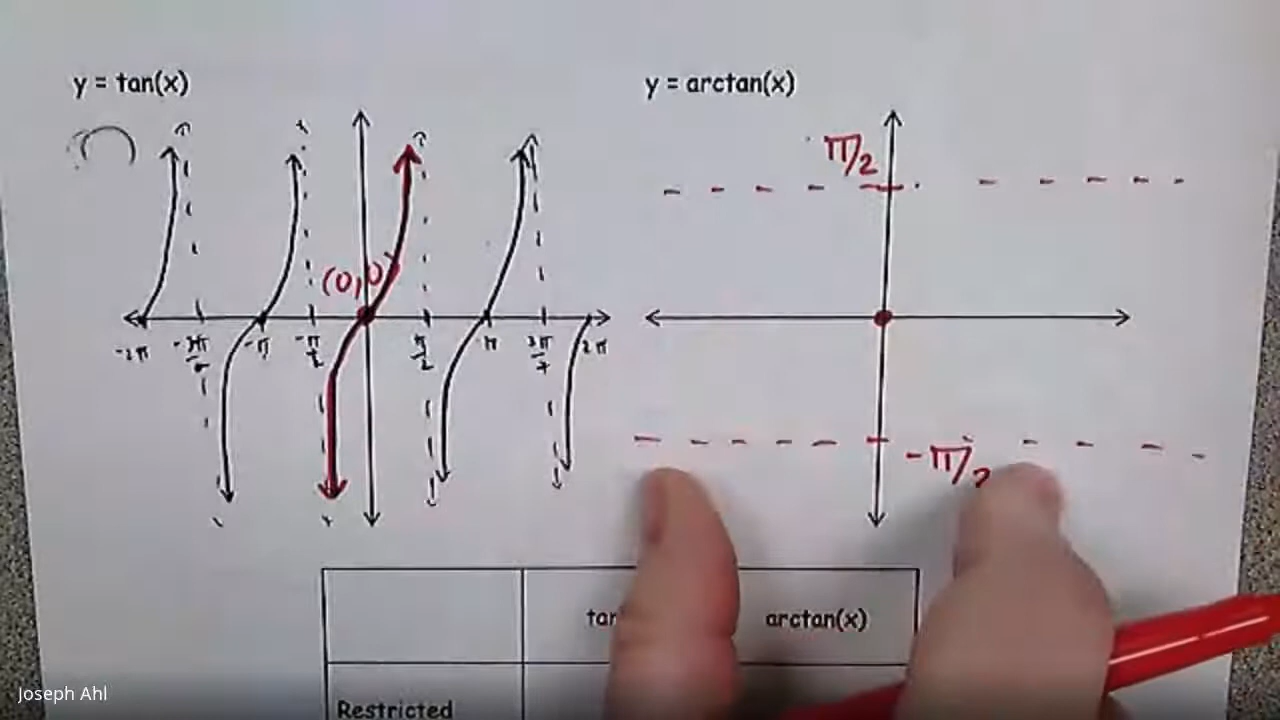 y = tan(x)
y = arctan(x)
π/2
(0,0)
-2π
-π
-π/2
π/2
π
2π
-π/2
arctan(x)
Restricted
Joseph Ahl